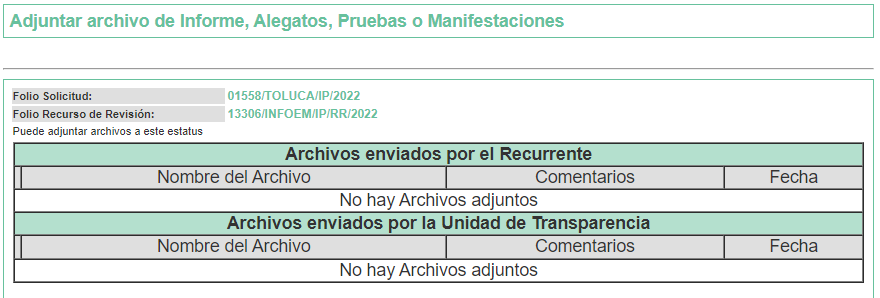 Adjuntar archivo de Informe, Alegatos, Pruebas o Manifestaciones
Folio Solicitud: 01558/TOLUCA/IP/2022
Folio Recurso de Revisión: 13306/INFOEM/IP/RR/2022
Puede adjuntar archivos a este estatus
Archivos enviados por el Recurrente
Nombre del Archivo Comentarios Fecha
No hay Archivos adjuntos
Archivos enviados por la Unidad de Transparencia
Nombre del Archivo Comentarios Fecha
No hay Archivos adjuntos